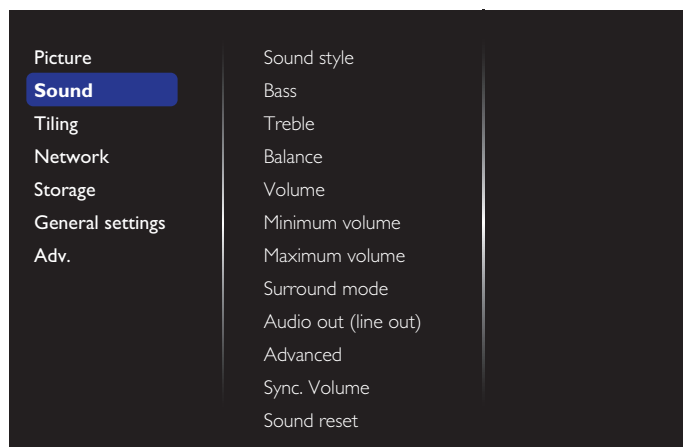 Picture
Sound
Tiling
Network
Storage
General settings
Adv.
Sound style
Bass
Treble
Balance
Volume
Minimum volume
Maximum volume
Surround mode
Audio out (line out)
Advanced
Sync. Volume
Sound reset